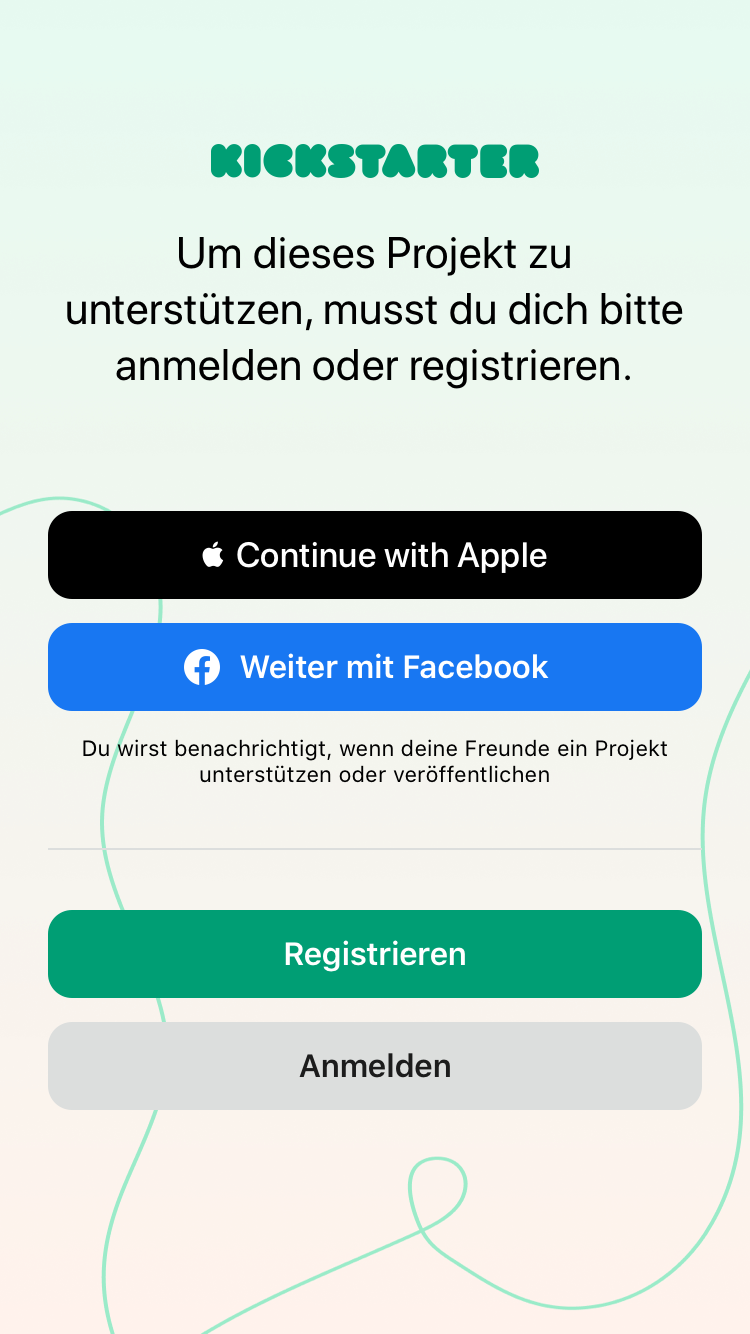 KICKSTARTER
Um dieses Projekt zu
unterstützen, musst du dich bitte
anmelden oder registrieren.
Continue with Apple
Weiter mit Facebook
Du wirst benachrichtigt, wenn deine Freunde ein Projekt
unterstützen oder veröffentlichen
Registrieren
Anmelden